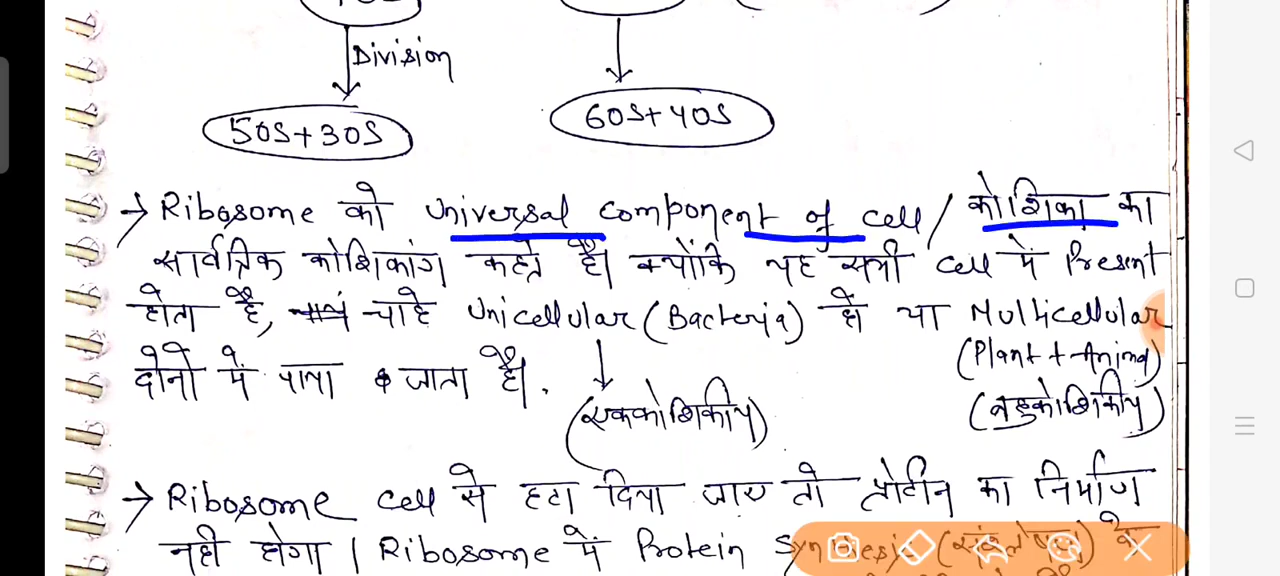 Division
50S+30S
60S+40S
→ Ribosome को Universal component of cell / कोशिका का
सार्वत्रिक कोशिकांग कहते है। क्योंकि यह सभी cell में Present
होता है, चाहे Unicellular (Bacteria) हो या Multicellular
(Plant + Animal)
दोनो में पाया जाता है।
(एककोशिकीय)
(बहुकोशिकीय)
→ Ribosome cell से हटा दिया जाए तो प्रोटीन का निर्माण
नही होगा। Ribosome में Protein